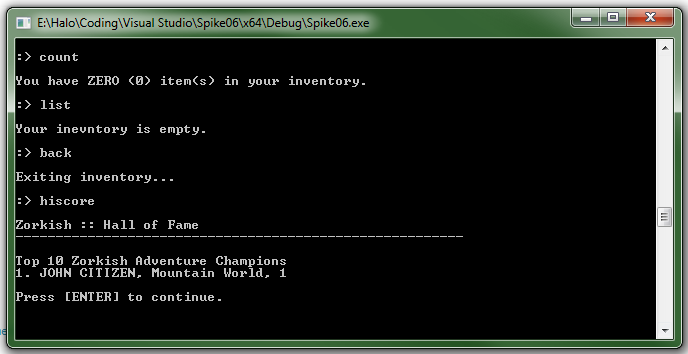 E:\Halo\Coding\Visual Studio\Spike06\x64\Debug\Spike06.exe
:> count
You have ZERO (0) item(s) in your inventory.
:> list
Your inevntory is empty.
:> back
Exiting inventory...
:> hiscore
Zorkish :: Hall of Fame
--------------------------------------------------------
Top 10 Zorkish Adventure Champions
1. JOHN CITIZEN, Mountain World, 1
Press [ENTER] to continue.